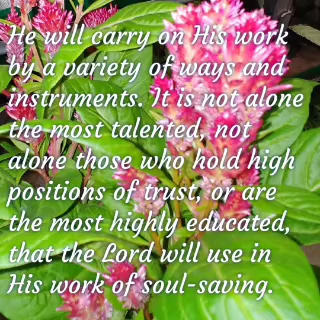 He will carry on His work
by a variety of ways and
instruments. It is not alone
the most talented, not
alone those who hold high
positions of trust, or are
the most highly educated,
that the Lord will use in
His work of soul-saving.